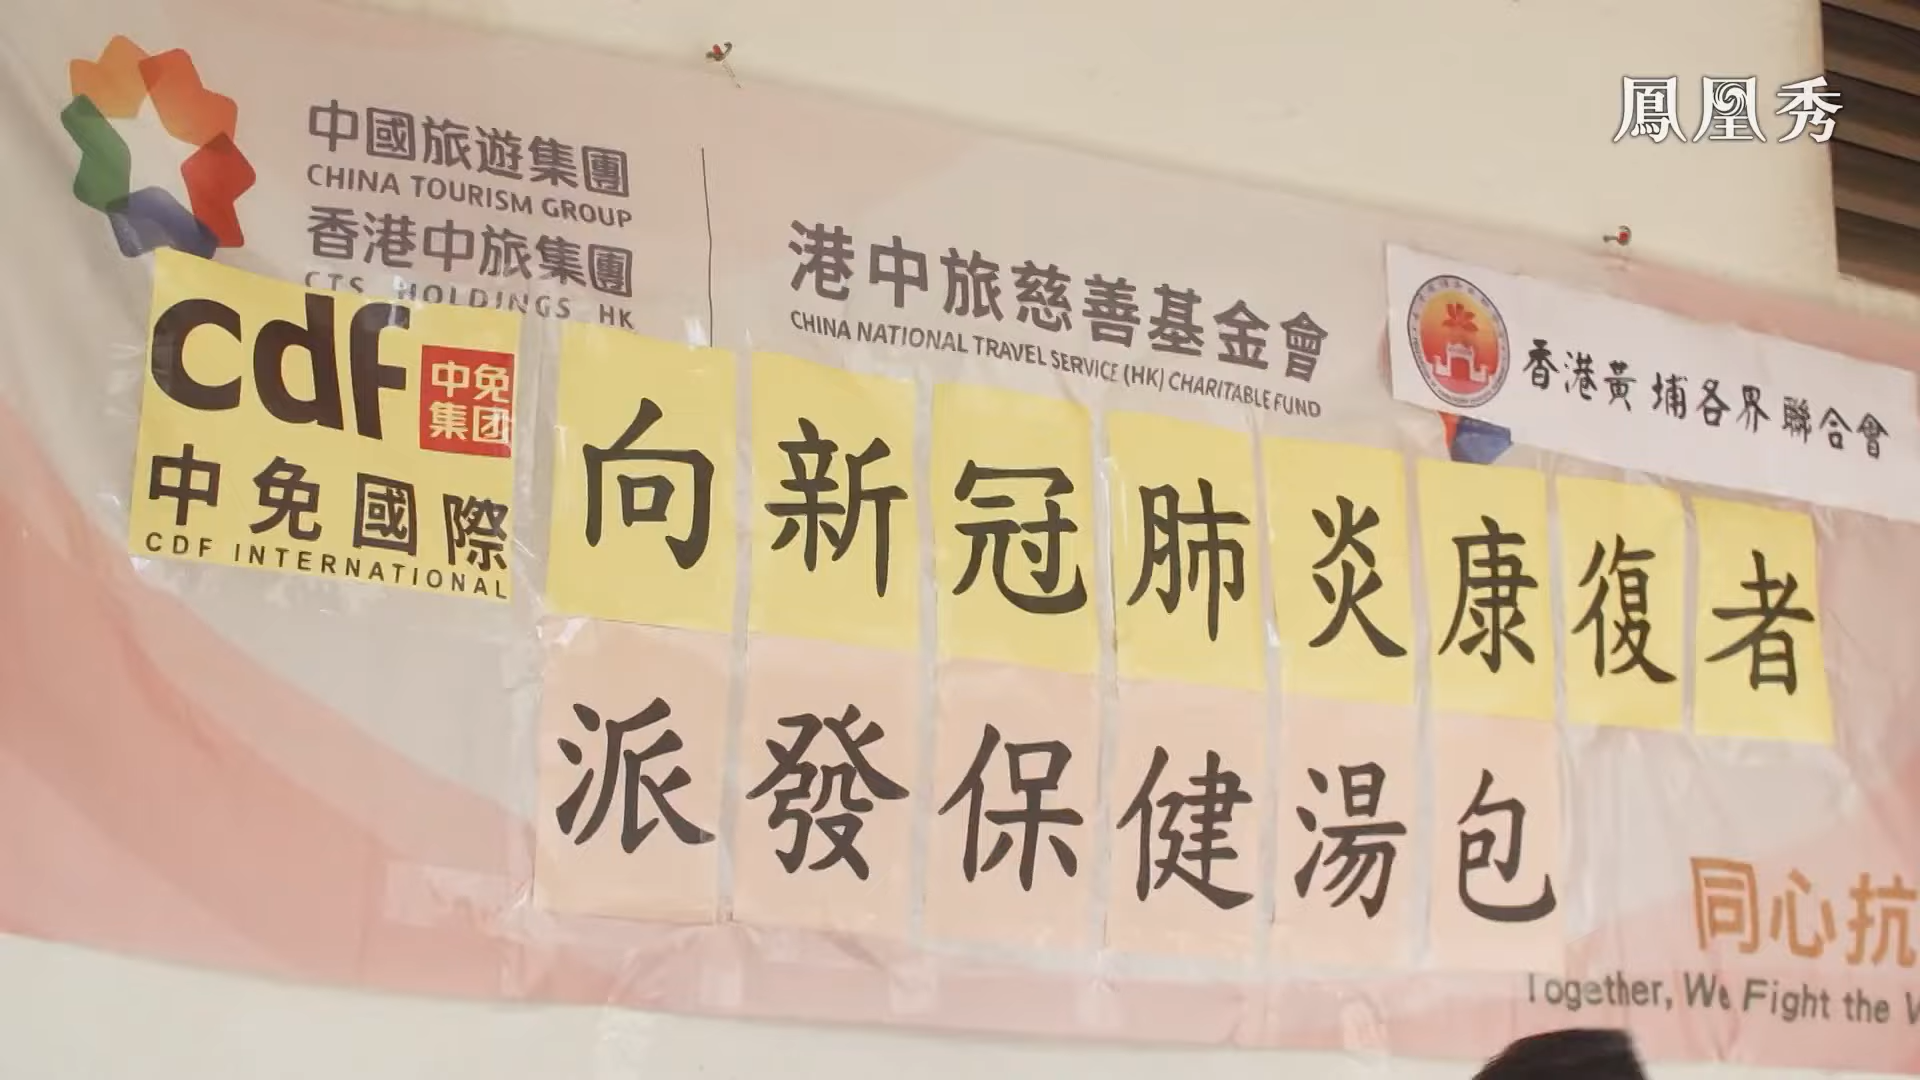 鳳凰秀
中國旅遊集團
CHINA TOURISM GROUP
香港中旅集團
CTS HOLDINGS HK
港中旅慈善基金會
CHINA NATIONAL TRAVEL SERVICE (HK) CHARITABLE FUND
香港黃埔各界聯合會
cdf
中免
集团
中免國際
CDF INTERNATIONAL
向新冠肺炎康復者
派發保健湯包
同心抗
Together, We Fight the